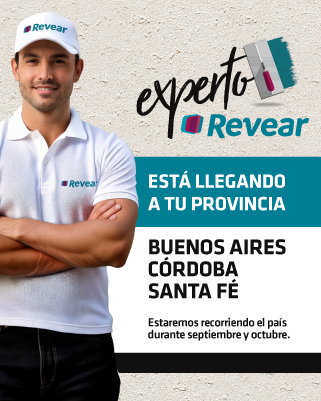 Revear
experto
Revear
Revear
ESTÁ LLEGANDO
A TU PROVINCIA
BUENOS AIRES
CÓRDOBA
SANTA FÉ
Estaremos recorriendo el país
durante septiembre y octubre.